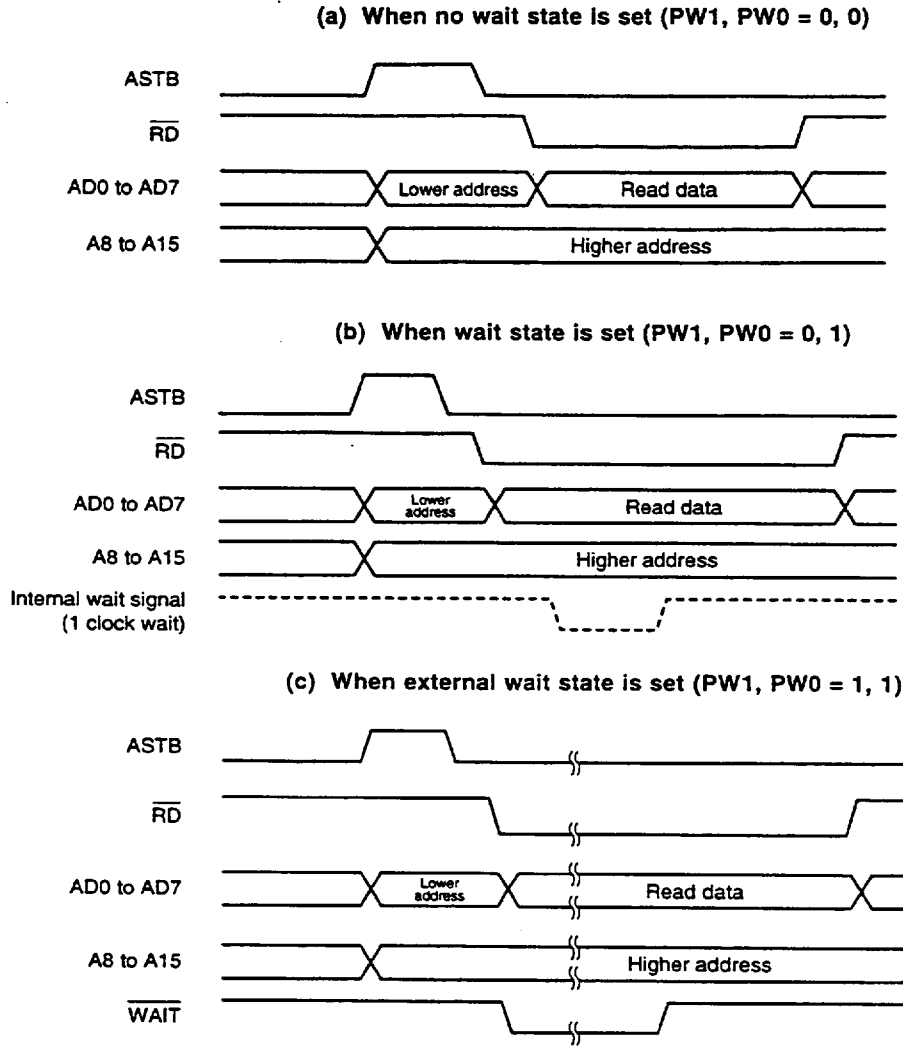 (a) When no wait state is set (PW1, PW0 = 0, 0)
ASTB
RD
AD0 to AD7
Lower address
Read data
A8 to A15
Higher address
(b) When wait state is set (PW1, PW0 = 0, 1)
ASTB
RD
AD0 to AD7
Lower
address
Read data
A8 to A15
Higher address
Internal wait signal
(1 clock wait)
(c) When external wait state is set (PW1, PW0 = 1, 1)
ASTB
RD
AD0 to AD7
Lower
address
Read data
A8 to A15
Higher address
WAIT